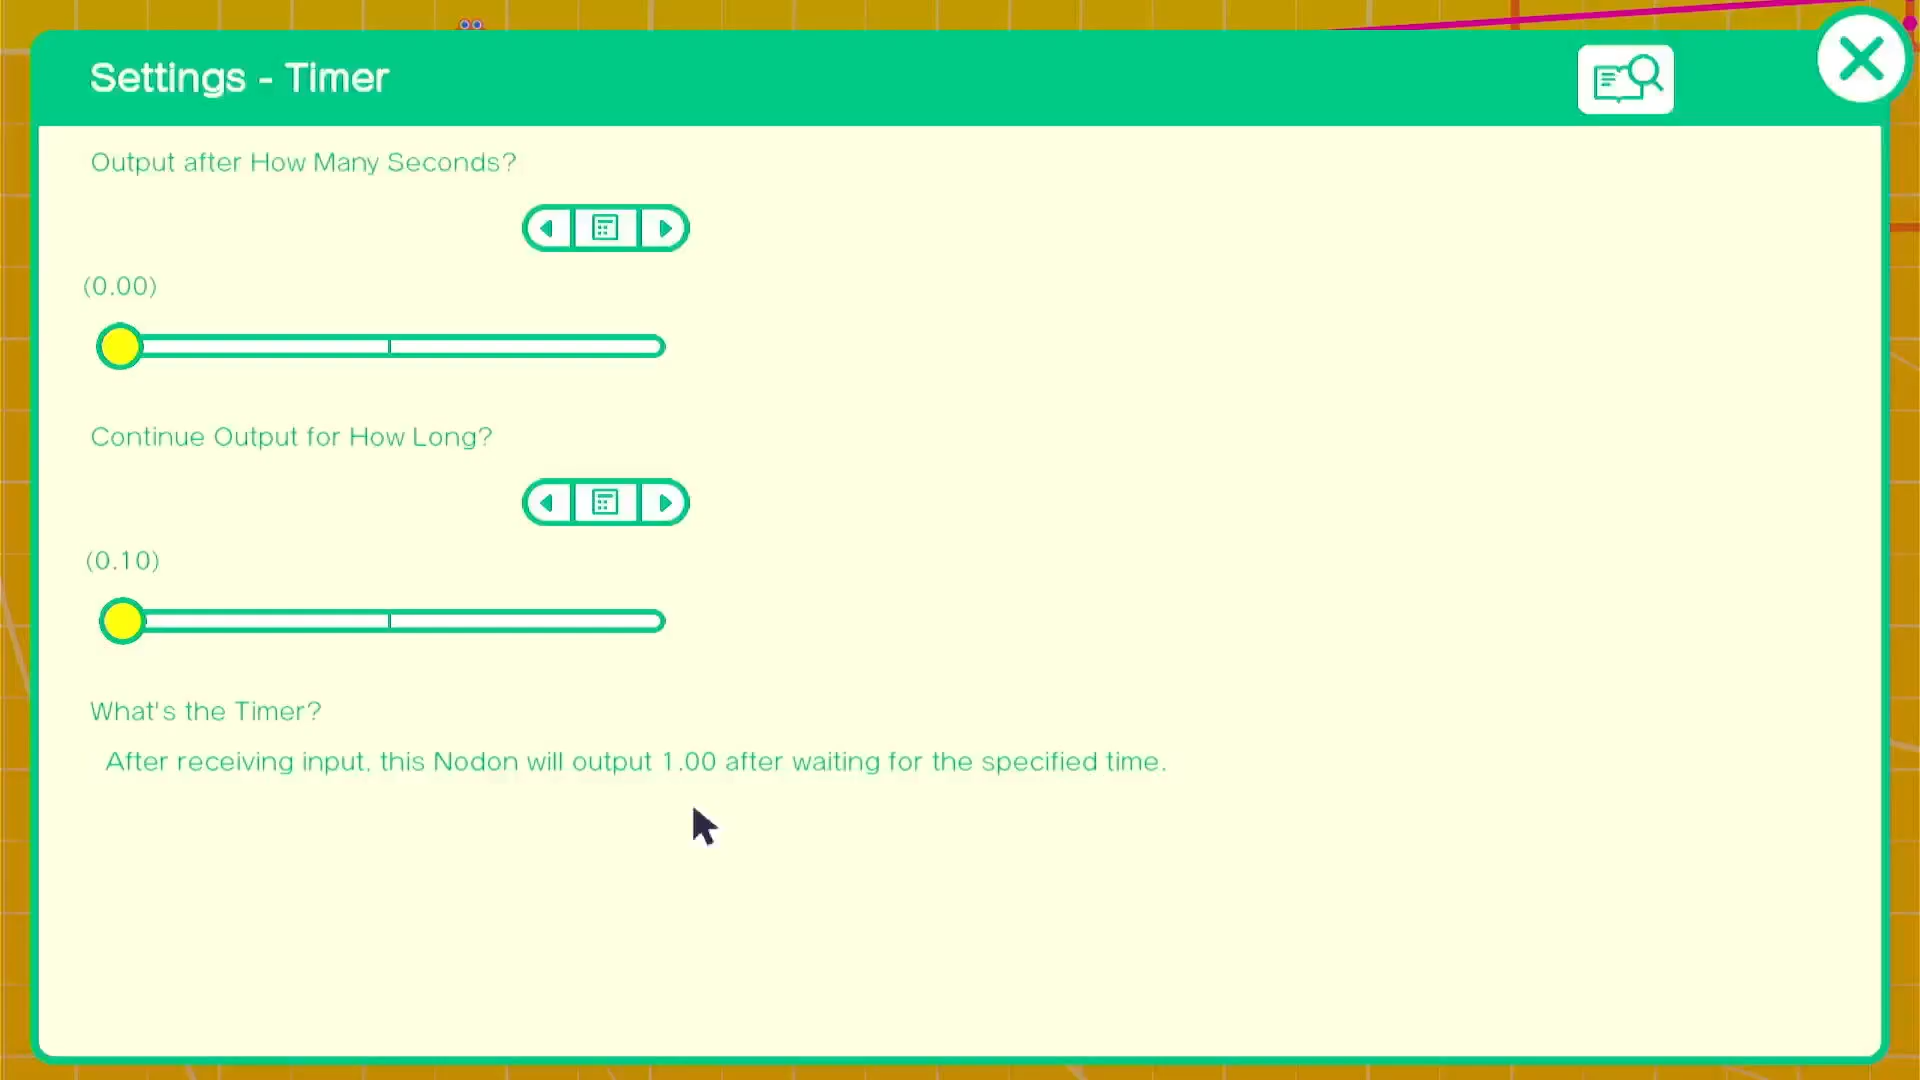 Settings - Timer
Output after How Many Seconds?
(0.00)
Continue Output for How Long?
(0.10)
What's the Timer?
After receiving input, this Nodon will output 1.00 after waiting for the specified time.